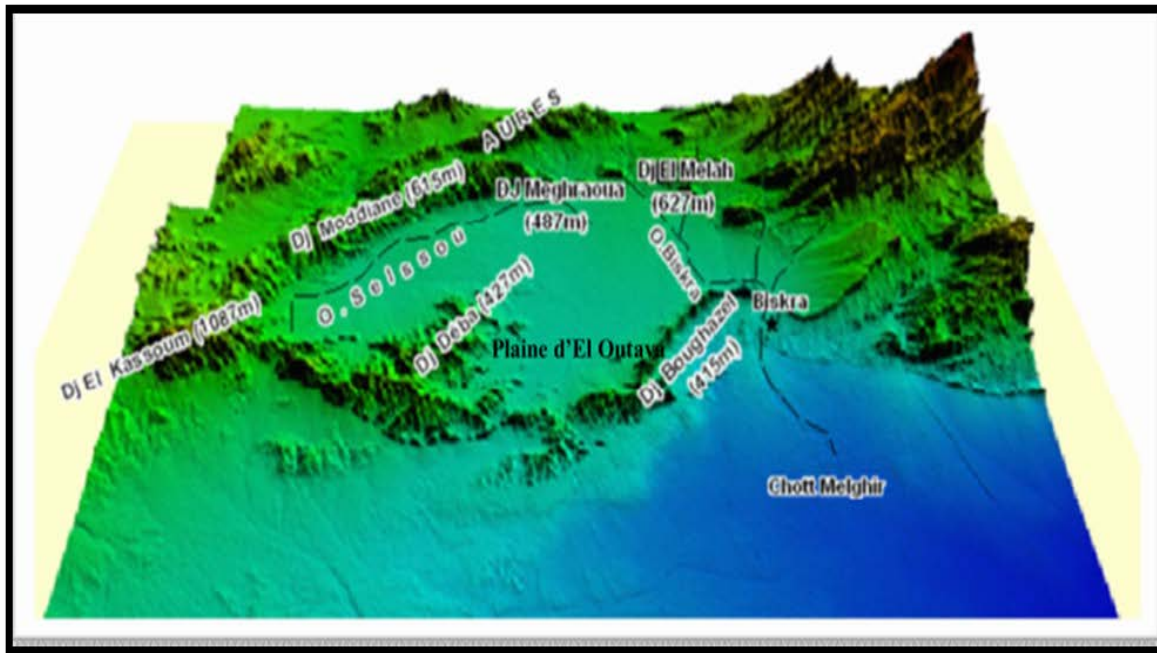 AURES
Dj Moddiane (615m)
DJ Meghraoua
(487m)
Dj El Melah
(627m)
O. Selssou
O.Biskra
Dj El Kassoum (1087m)
Dj Deba (427m)
Plaine d'El Outaya
Dj Boughazel
(415m)
Biskra
Chott Melghir